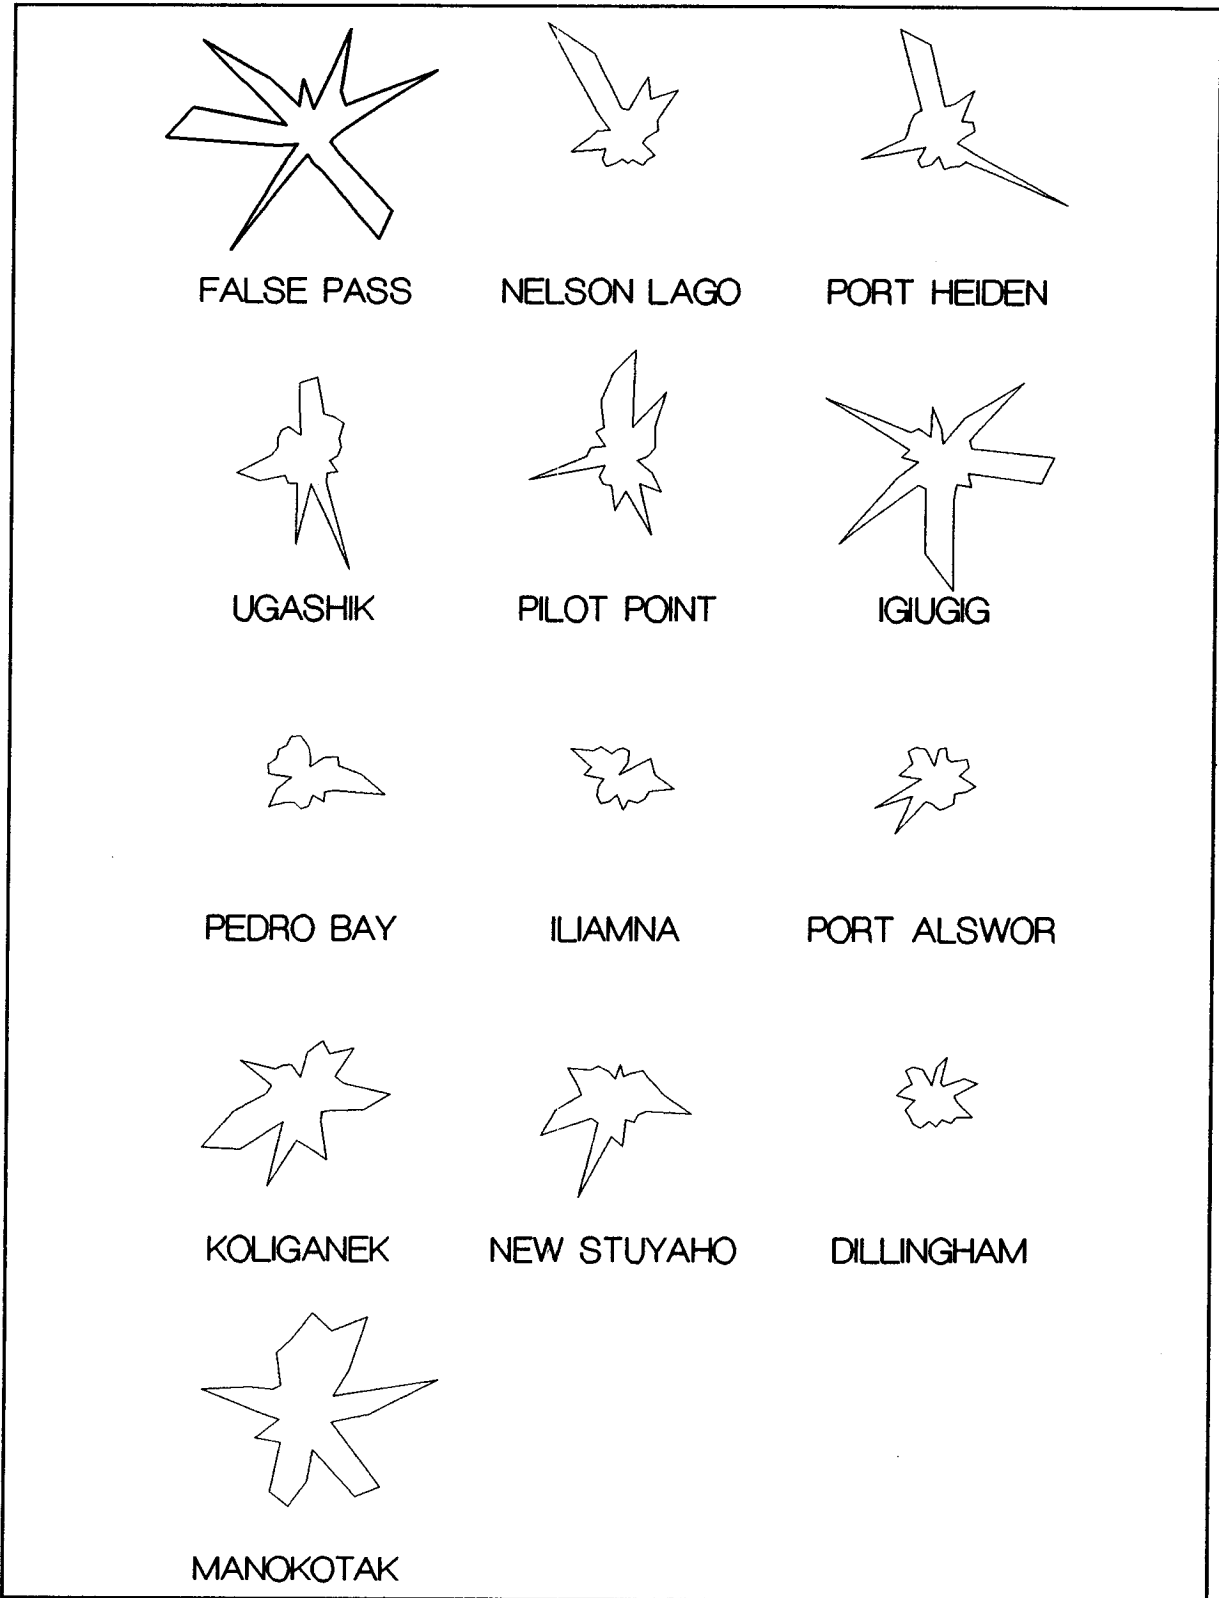 FALSE PASS NELSON LAGO PORT HEIDEN
UGASHIK PILOT POINT IGIUGIG
PEDRO BAY ILIAMNA PORT ALSWOR
KOLIGANEK NEW STUYAHO DILLINGHAM
MANOKOTAK